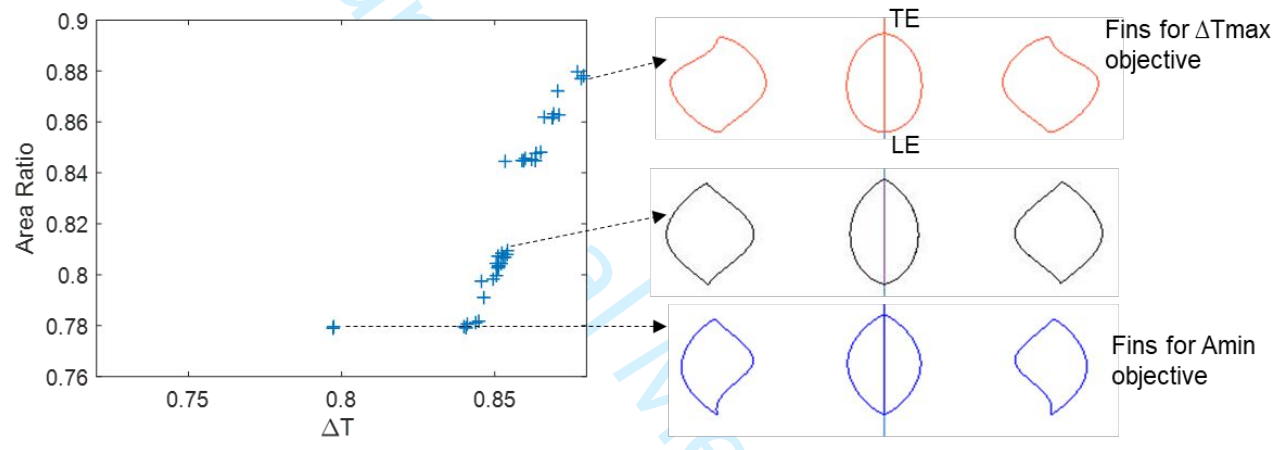 0.9
0.88
0.86
0.84
0.82
0.8
0.78
0.76
Area Ratio
0.75
0.8
0.85
ΔT
TE
LE
Fins for ΔTmax
objective
Fins for Amin
objective